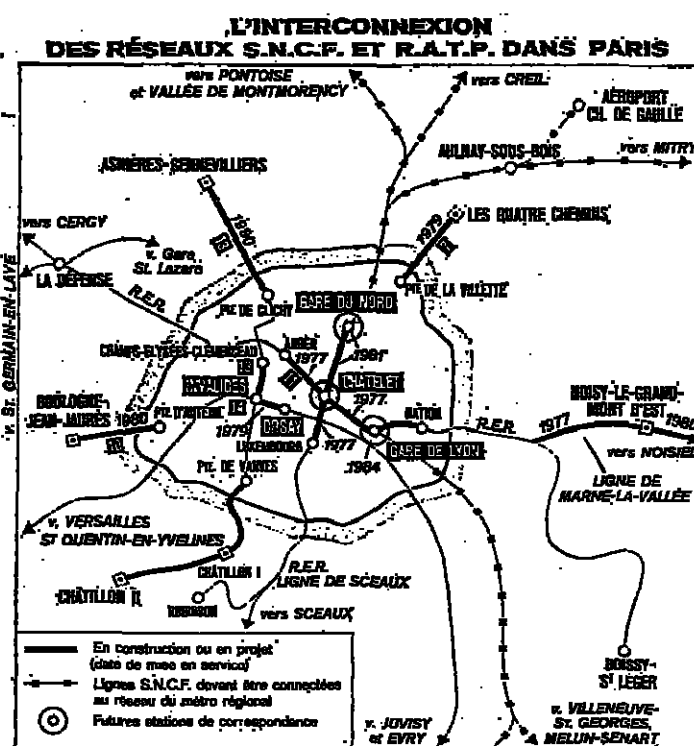 L'INTERCONNEXION
DES RÉSEAUX S.N.C.F. ET R.A.T.P. DANS PARIS
vers PONTOISE
et VALLÉE DE MONTMORENCY
vers CREIL
AÉROPORT
CH. DE GAULLE
AULNAY-SOUS-BOIS
vers MITRY
ASNIÈRES-GENNEVILLIERS
1980
13
1979
LES QUATRE CHEMINS
vers CERGY
v. Gare
St. Lazare
LA DÉFENSE
R.E.R.
v. ST. GERMAIN-EN-LAYE
PTE DE CLICHY
GARE DU NORD
PTE DE LA VILLETTE
CHAMPS-ELYSÉES-CLEMENCEAU
AUBER
1977
1981
INVALIDES
CHATELET
1977
BOULOGNE-
JEAN-JAURÈS
1980
PTE D'AUTEUIL
ORSAY
1979
LUXEMBOURG
1977
NATION
R.E.R.
GARE DE LYON
1984
1977
NOISY-LE-GRAND-
MONT D'EST
1980
vers NOISIEL
LIGNE DE
MARNE-LA-VALLÉE
PTE. DE VANVES
v. VERSAILLES
ST QUENTIN-EN-YVELINES
CHÂTILLON I
CHÂTILLON II
ROBINSON
R.E.R.
LIGNE DE SCEAUX
vers SCEAUX
BOISSY-
ST LÉGER
En construction ou en projet
(date de mise en service)
Lignes S.N.C.F. devant être connectées
au réseau du métro régional
Futures stations de correspondance
v. JUVISY
et EVRY
v. VILLENEUVE-
ST. GEORGES,
MELUN-SENART